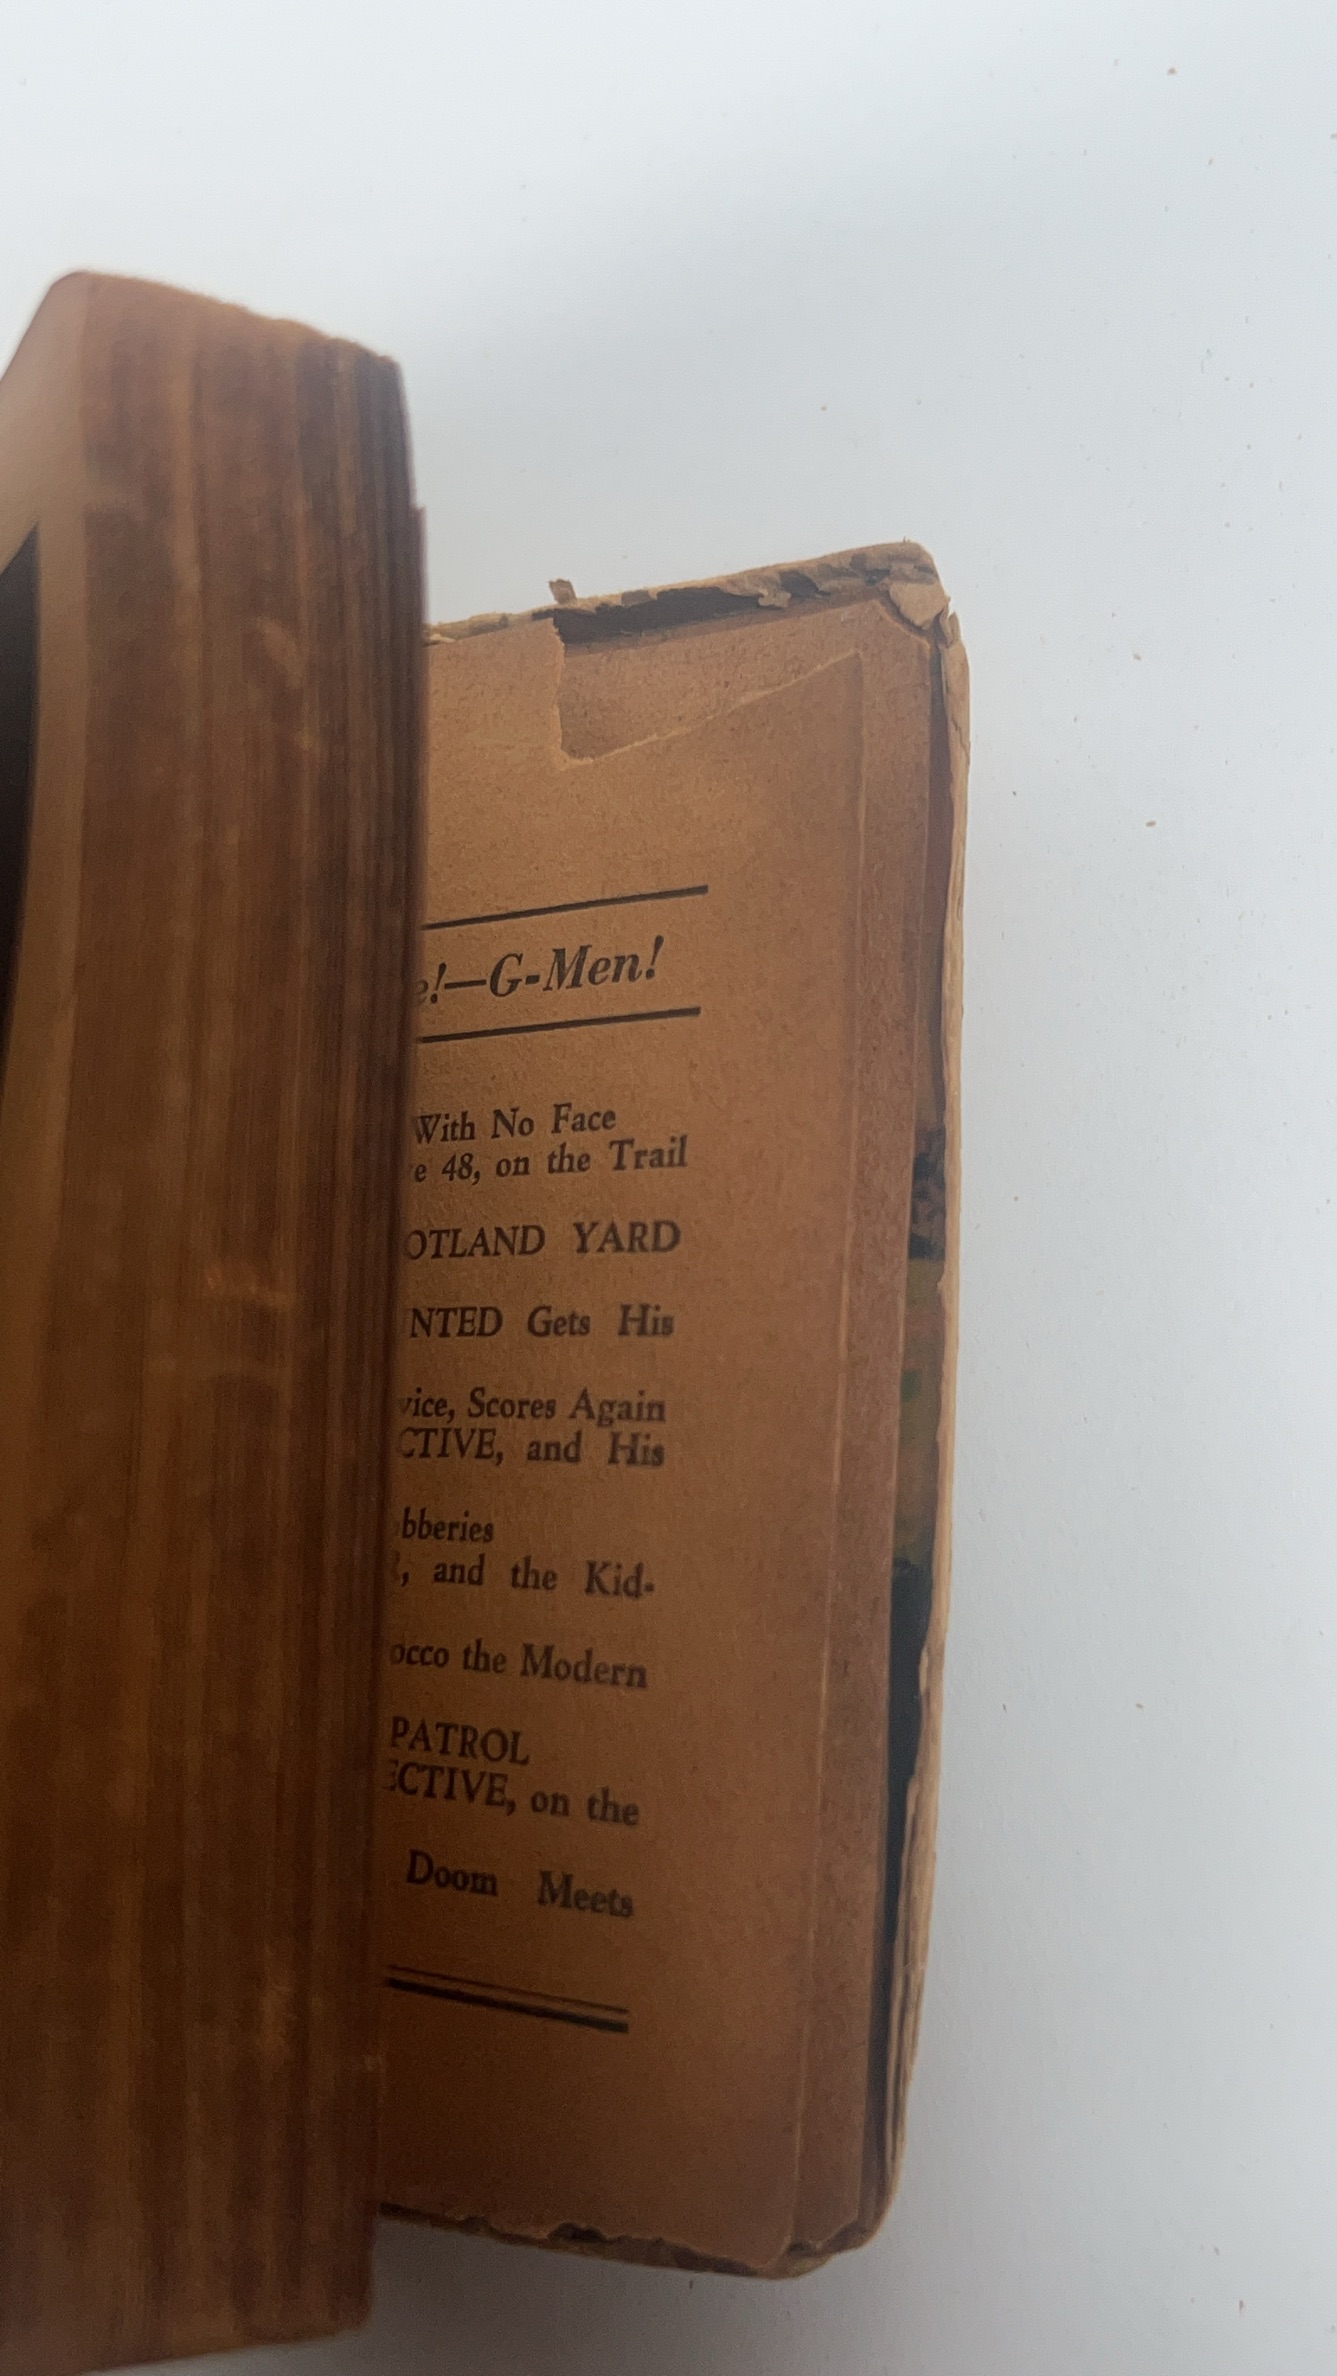 e!—G-Men!
With No Face
e 48, on the Trail
OTLAND YARD
NTED Gets His
vice, Scores Again
CTIVE, and His
bberies
, and the Kid-
occo the Modern
PATROL
ECTIVE, on the
Doom Meets